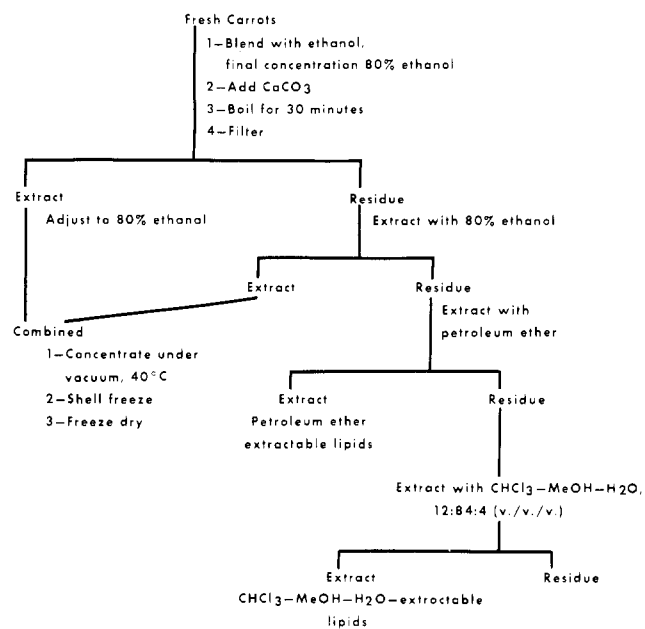 Fresh Carrots
1—Blend with ethanol,
final concentration 80% ethanol
2—Add CaCO3
3—Boil for 30 minutes
4—Filter
Extract
Adjust to 80% ethanal
Residue
Extract with 80% ethanol
Extract
Residue
Extract with
petroleum ether
Combined
1—Concentrate under
vacuum, 40°C
2—Shell freeze
3—Freeze dry
Extract
Petroleum ether
extractable lipids
Residue
Extract with CHCl3—MeOH—H2O,
12:84:4 (v./v./v.)
Extract
CHCl3—MeOH—H2O—extroctable
lipids
Residue